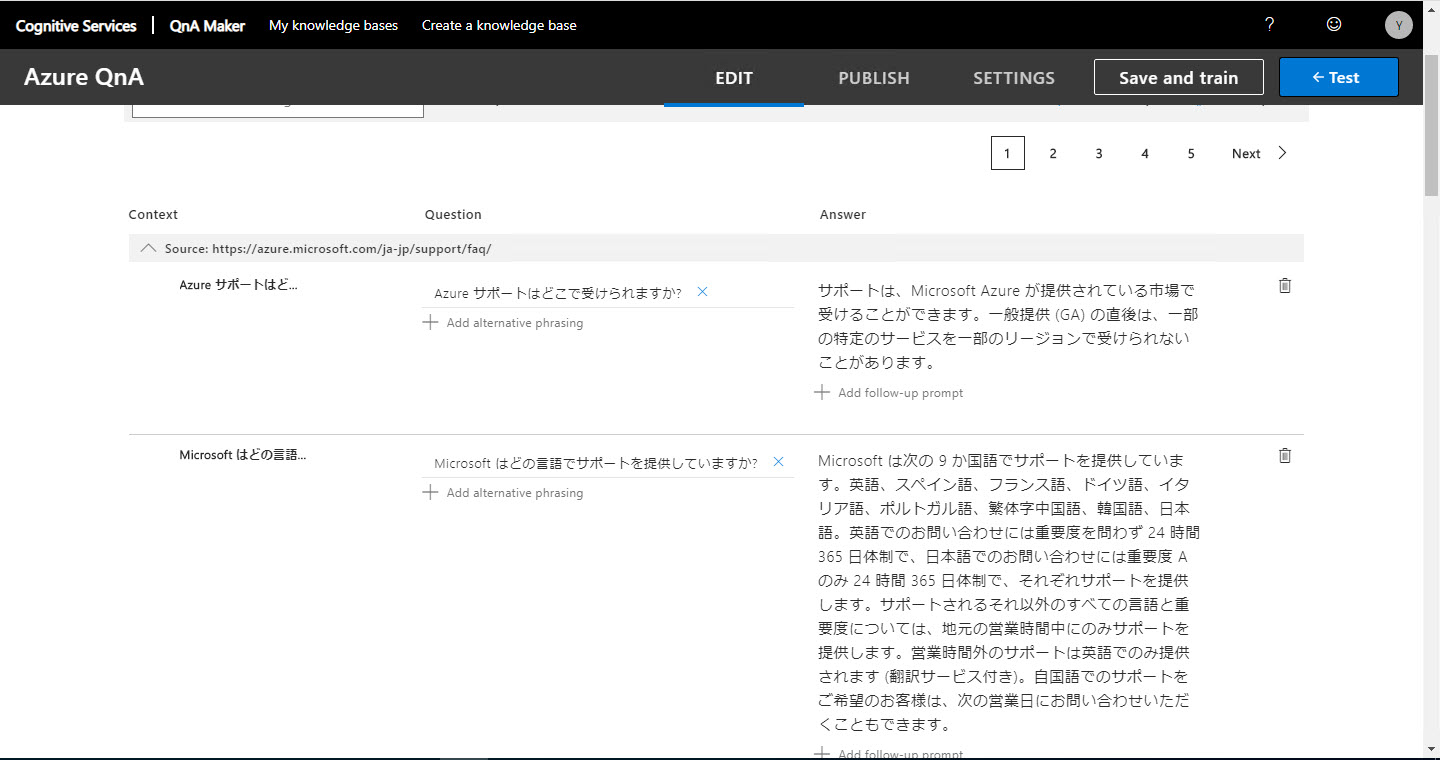 Cognitive Services | QnA Maker My knowledge bases Create a knowledge base ? Y
Azure QnA EDIT PUBLISH SETTINGS Save and train ← Test
1 2 3 4 5 Next
Context Question Answer
Source: https://azure.microsoft.com/ja-jp/support/faq/
Azure サポートはど...
Azure サポートはどこで受けられますか?
Add alternative phrasing
サポートは、Microsoft Azure が提供されている市場で
受けることができます。一般提供 (GA) の直後は、一部
の特定のサービスを一部のリージョンで受けられない
ことがあります。
Add follow-up prompt
Microsoft はどの言語...
Microsoft はどの言語でサポートを提供していますか?
Add alternative phrasing
Microsoft は次の 9 か国語でサポートを提供していま
す。英語、スペイン語、フランス語、ドイツ語、イタ
リア語、ポルトガル語、繁体字中国語、韓国語、日本
語。英語でのお問い合わせには重要度を問わず 24 時間
365 日体制で、日本語でのお問い合わせには重要度 A
のみ 24 時間 365 日体制で、それぞれサポートを提供
します。サポートされるそれ以外のすべての言語と重
要度については、地元の営業時間中にのみサポートを
提供します。営業時間外のサポートは英語でのみ提供
されます (翻訳サービス付き)。自国語でのサポートを
ご希望のお客様は、次の営業日にお問い合わせいただ
くこともできます。
Add follow-up prompt